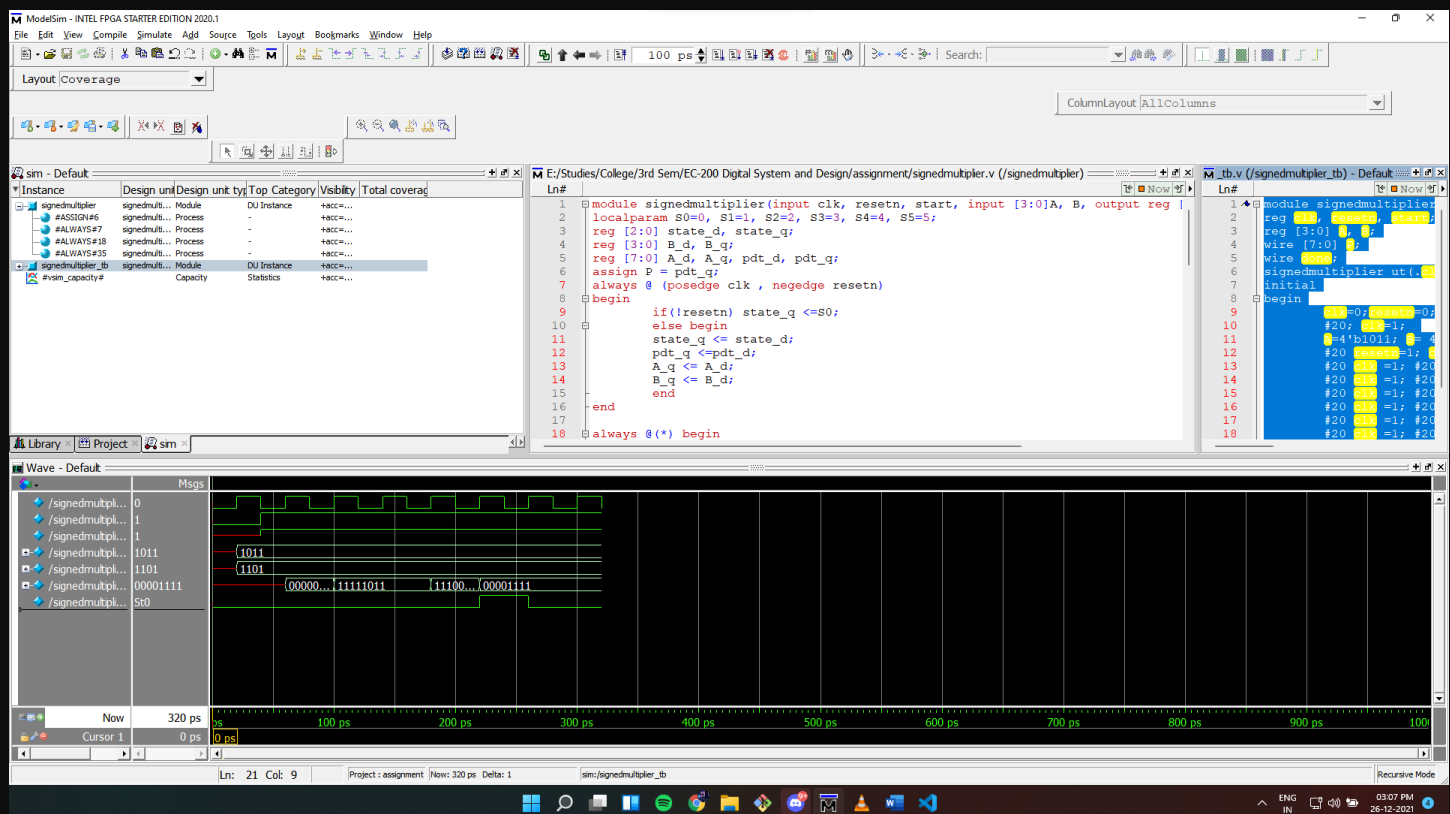 ModelSim - INTEL FPGA STARTER EDITION 2020.1
File Edit View Compile Simulate Add Source Tools Layout Bookmarks Window Help
100 ps
Search:
Layout Coverage
ColumnLayout AllColumns
sim - Default
Instance Design unit Design unit typ Top Category Visibility Total coverag
signedmultiplier signedmulti... Module DU Instance +acc=...
#ASSIGN#6 signedmulti... Process - +acc=...
#ALWAYS#7 signedmulti... Process - +acc=...
#ALWAYS#18 signedmulti... Process - +acc=...
#ALWAYS#35 signedmulti... Process - +acc=...
signedmultiplier_tb signedmulti... Module DU Instance +acc=...
#vsim_capacity# Capacity Statistics +acc=...
Library Project sim
E:/Studies/College/3rd Sem/EC-200 Digital System and Design/assignment/signedmultiplier.v (/signedmultiplier)
Ln# Now
1 module signedmultiplier(input clk, resetn, start, input [3:0]A, B, output reg [
2 localparam S0=0, S1=1, S2=2, S3=3, S4=4, S5=5;
3 reg [2:0] state_d, state_q;
4 reg [3:0] B_d, B_q;
5 reg [7:0] A_d, A_q, pdt_d, pdt_q;
6 assign P = pdt_q;
7 always @ (posedge clk , negedge resetn)
8 begin
9 if(!resetn) state_q <=S0;
10 else begin
11 state_q <= state_d;
12 pdt_q <=pdt_d;
13 A_q <= A_d;
14 B_q <= B_d;
15 end
16 end
17
18 always @(*) begin
_tb.v (/signedmultiplier_tb) - Default
Ln# Now
1 module signedmultiplier
2 reg clk, resetn, start;
3 reg [3:0] A, B;
4 wire [7:0] P;
5 wire done;
6 signedmultiplier ut(.cl
7 initial
8 begin
9 clk=0;resetn=0;
10 #20; clk=1;
11 A=4'b1011; B= 4
12 #20 resetn=1;
13 #20 clk =1; #20
14 #20 clk =1; #20
15 #20 clk =1; #20
16 #20 clk =1; #20
17 #20 clk =1; #20
18 #20 clk =1; #20
Wave - Default
Msgs
/signedmultipli... 0
/signedmultipli... 1
/signedmultipli... 1
/signedmultipli... 1011 1011
/signedmultipli... 1101 1101
/signedmultipli... 00001111 00000... 11111011 11100... 00001111
/signedmultipli... St0
Now 320 ps ps 100 ps 200 ps 300 ps 400 ps 500 ps 600 ps 700 ps 800 ps 900 ps 1000
Cursor 1 0 ps 0 ps
Ln: 21 Col: 9 Project : assignment Now: 320 ps Delta: 1 sim:/signedmultiplier_tb Recursive Mode
9+
ENG
IN
03:07 PM
26-12-2021
4